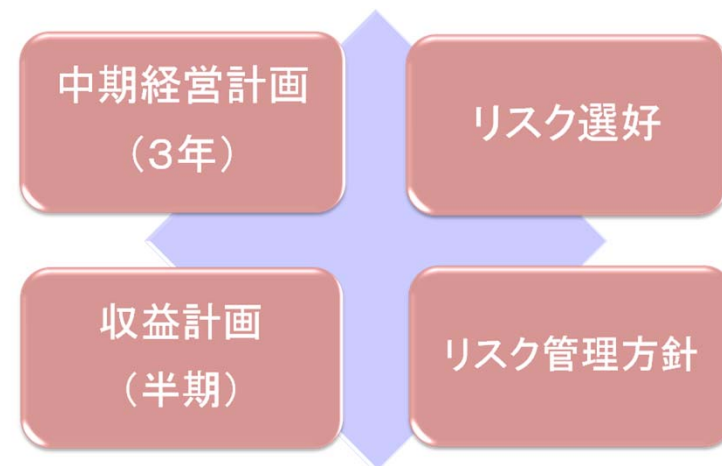 中期経営計画
（３年）
リスク選好
収益計画
（半期）
リスク管理方針